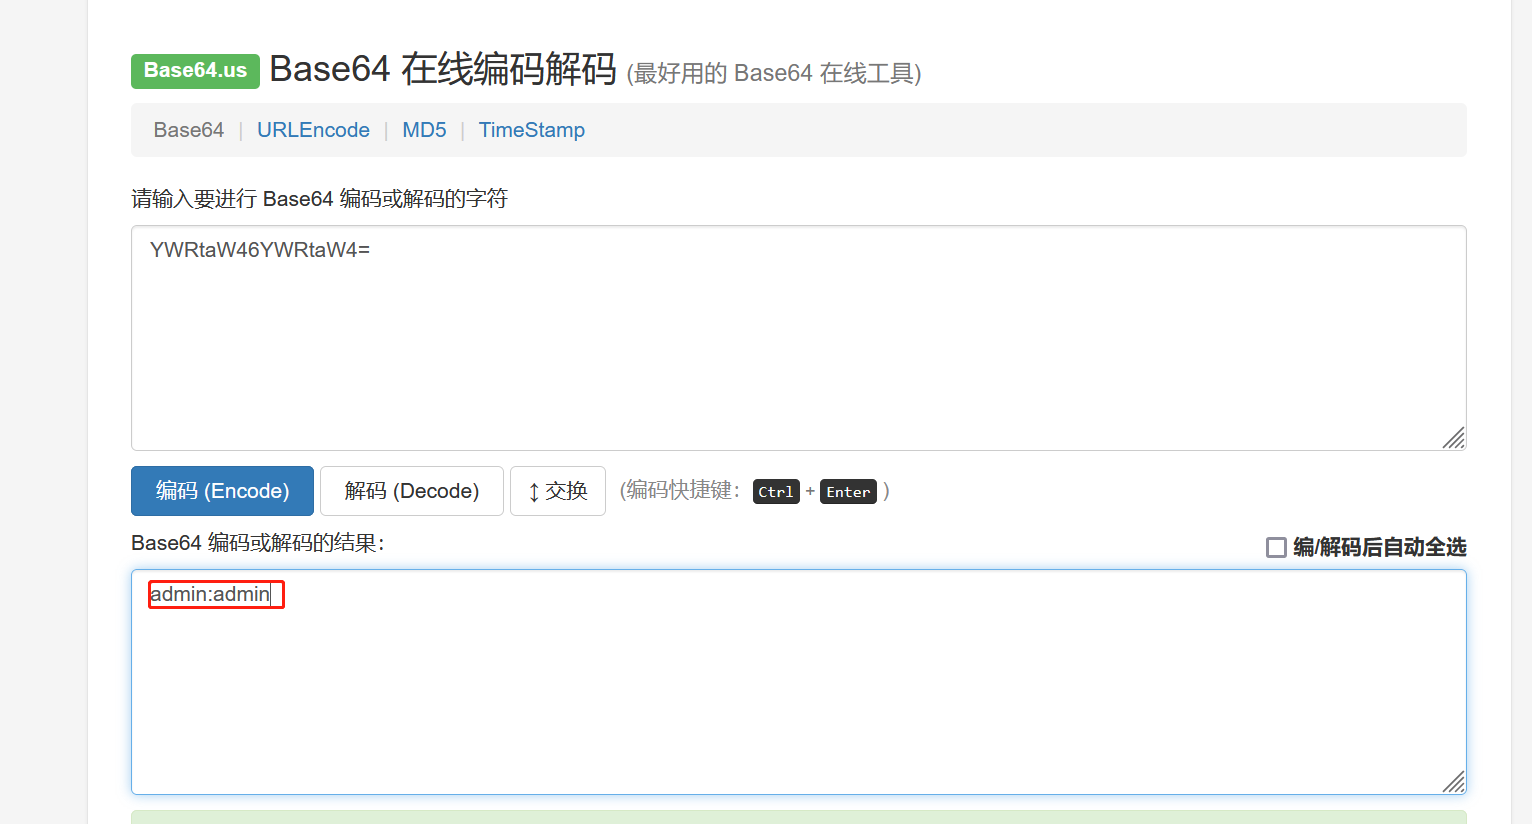 Base64.us Base64 在线编码解码 (最好用的 Base64 在线工具)
Base64 | URLEncode | MD5 | TimeStamp
请输入要进行 Base64 编码或解码的字符
YWRtaW46YWRtaW4=
编码 (Encode) 解码 (Decode) ↕ 交换 (编码快捷键: Ctrl + Enter )
Base64 编码或解码的结果: 编/解码后自动全选
admin:admin